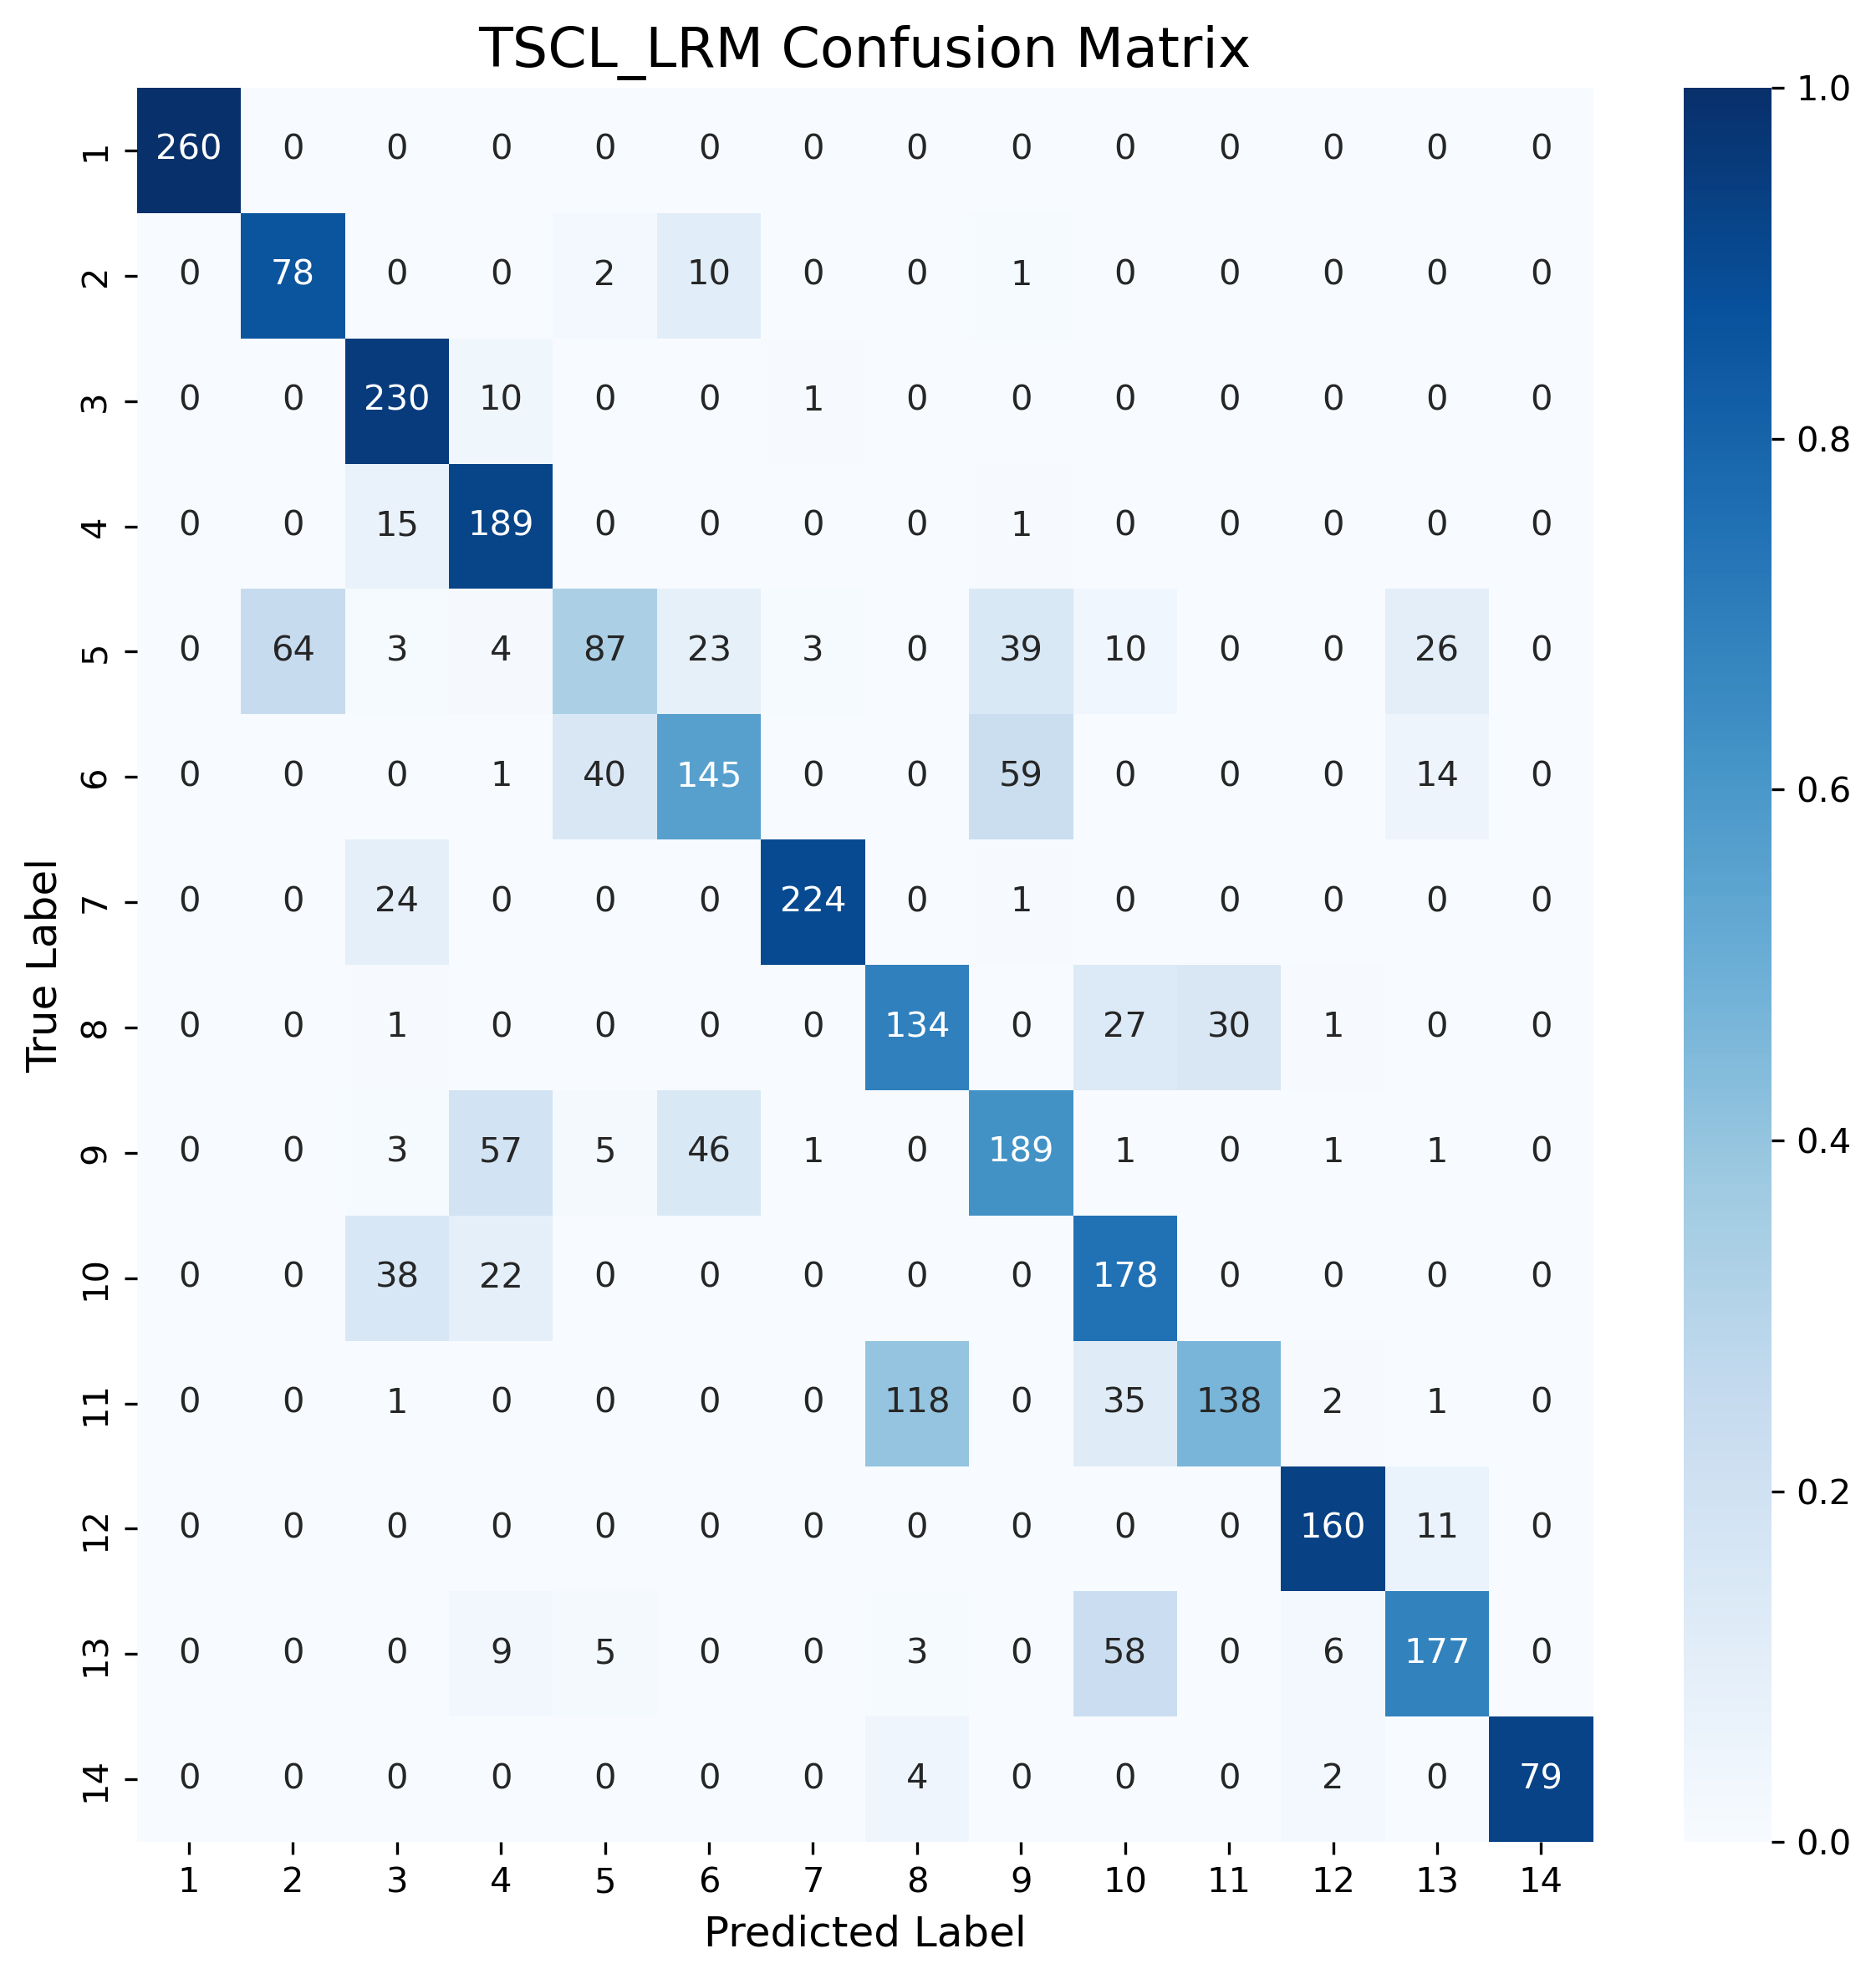 TSCL_LRM Confusion Matrix
1 260 0 0 0 0 0 0 0 0 0 0 0 0 0
2 0 78 0 0 2 10 0 0 1 0 0 0 0 0
3 0 0 230 10 0 0 1 0 0 0 0 0 0 0
4 0 0 15 189 0 0 0 0 1 0 0 0 0 0
5 0 64 3 4 87 23 3 0 39 10 0 0 26 0
6 0 0 0 1 40 145 0 0 59 0 0 0 14 0
7 0 0 24 0 0 0 224 0 1 0 0 0 0 0
8 0 0 1 0 0 0 0 134 0 27 30 1 0 0
9 0 0 3 57 5 46 1 0 189 1 0 1 1 0
10 0 0 38 22 0 0 0 0 0 178 0 0 0 0
11 0 0 1 0 0 0 0 118 0 35 138 2 1 0
12 0 0 0 0 0 0 0 0 0 0 0 160 11 0
13 0 0 0 9 5 0 0 3 0 58 0 6 177 0
14 0 0 0 0 0 0 0 4 0 0 0 2 0 79
1 2 3 4 5 6 7 8 9 10 11 12 13 14
Predicted Label
True Label
1.0
0.8
0.6
0.4
0.2
0.0